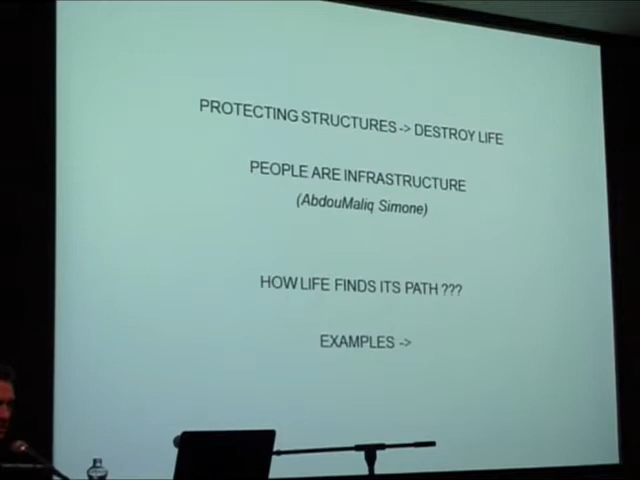 PROTECTING STRUCTURES -> DESTROY LIFE
PEOPLE ARE INFRASTRUCTURE
(AbdouMaliq Simone)
HOW LIFE FINDS ITS PATH ???
EXAMPLES ->